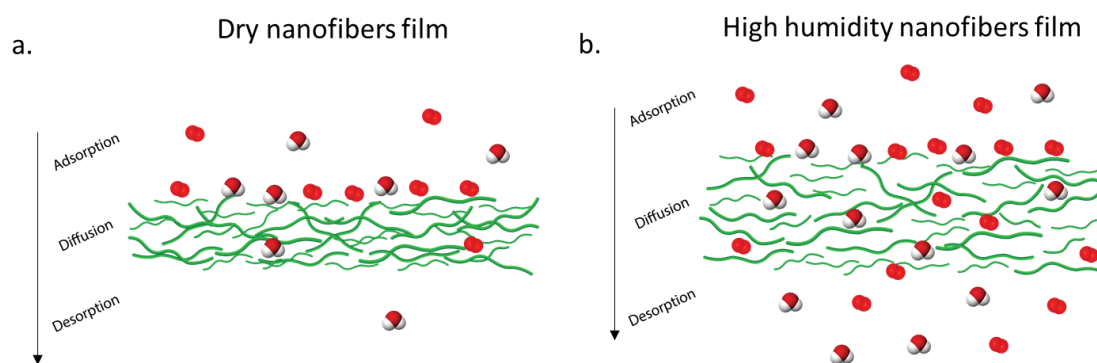 a.
Dry nanofibers film
Adsorption
Diffusion
Desorption
b.
High humidity nanofibers film
Adsorption
Diffusion
Desorption